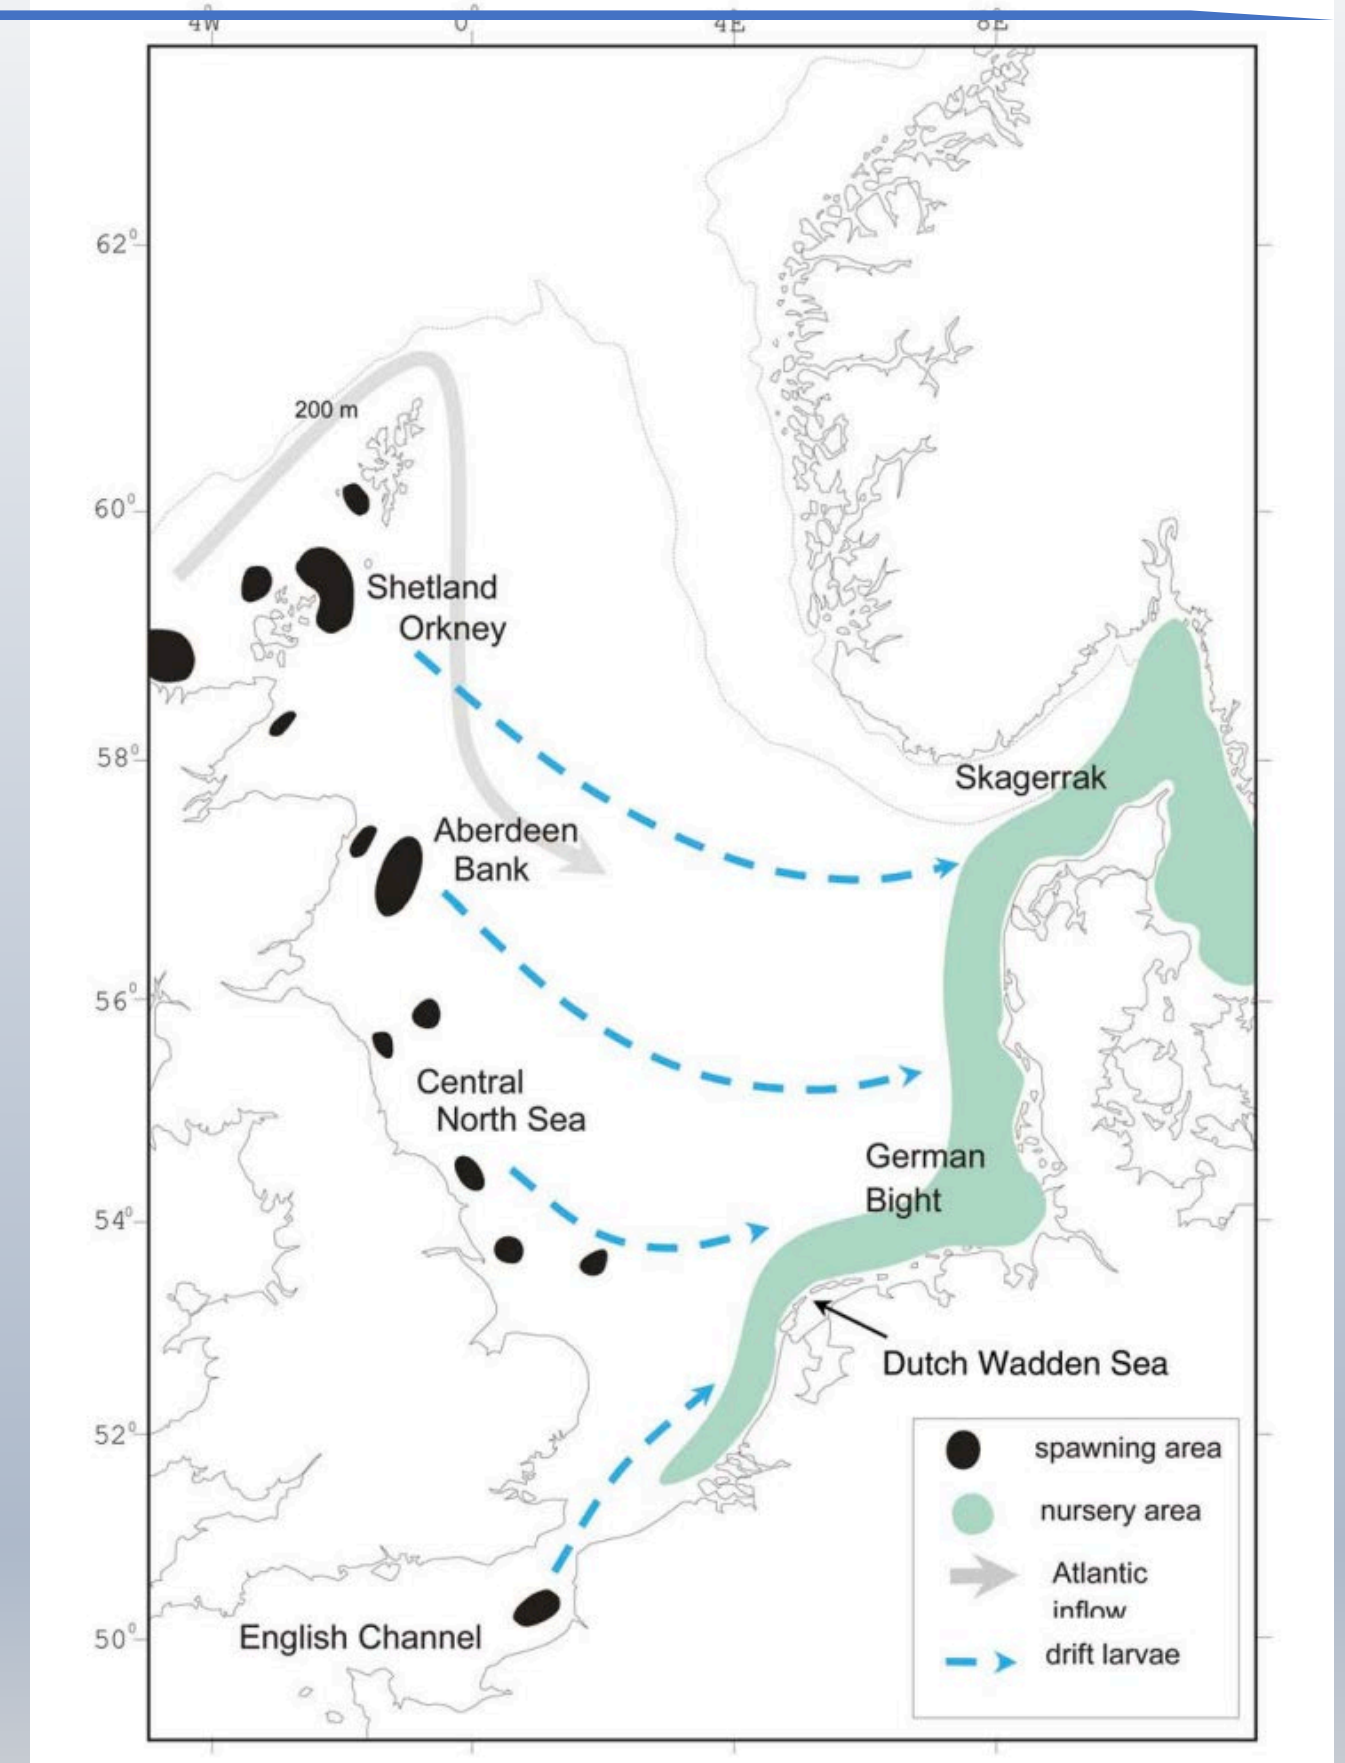 4W 0° 4E 8E
62°
200 m
60°
Shetland
Orkney
58°
Skagerrak
Aberdeen
Bank
56°
Central
North Sea
German
Bight
54°
Dutch Wadden Sea
52°
spawning area
nursery area
Atlantic
inflow
drift larvae
English Channel
50°